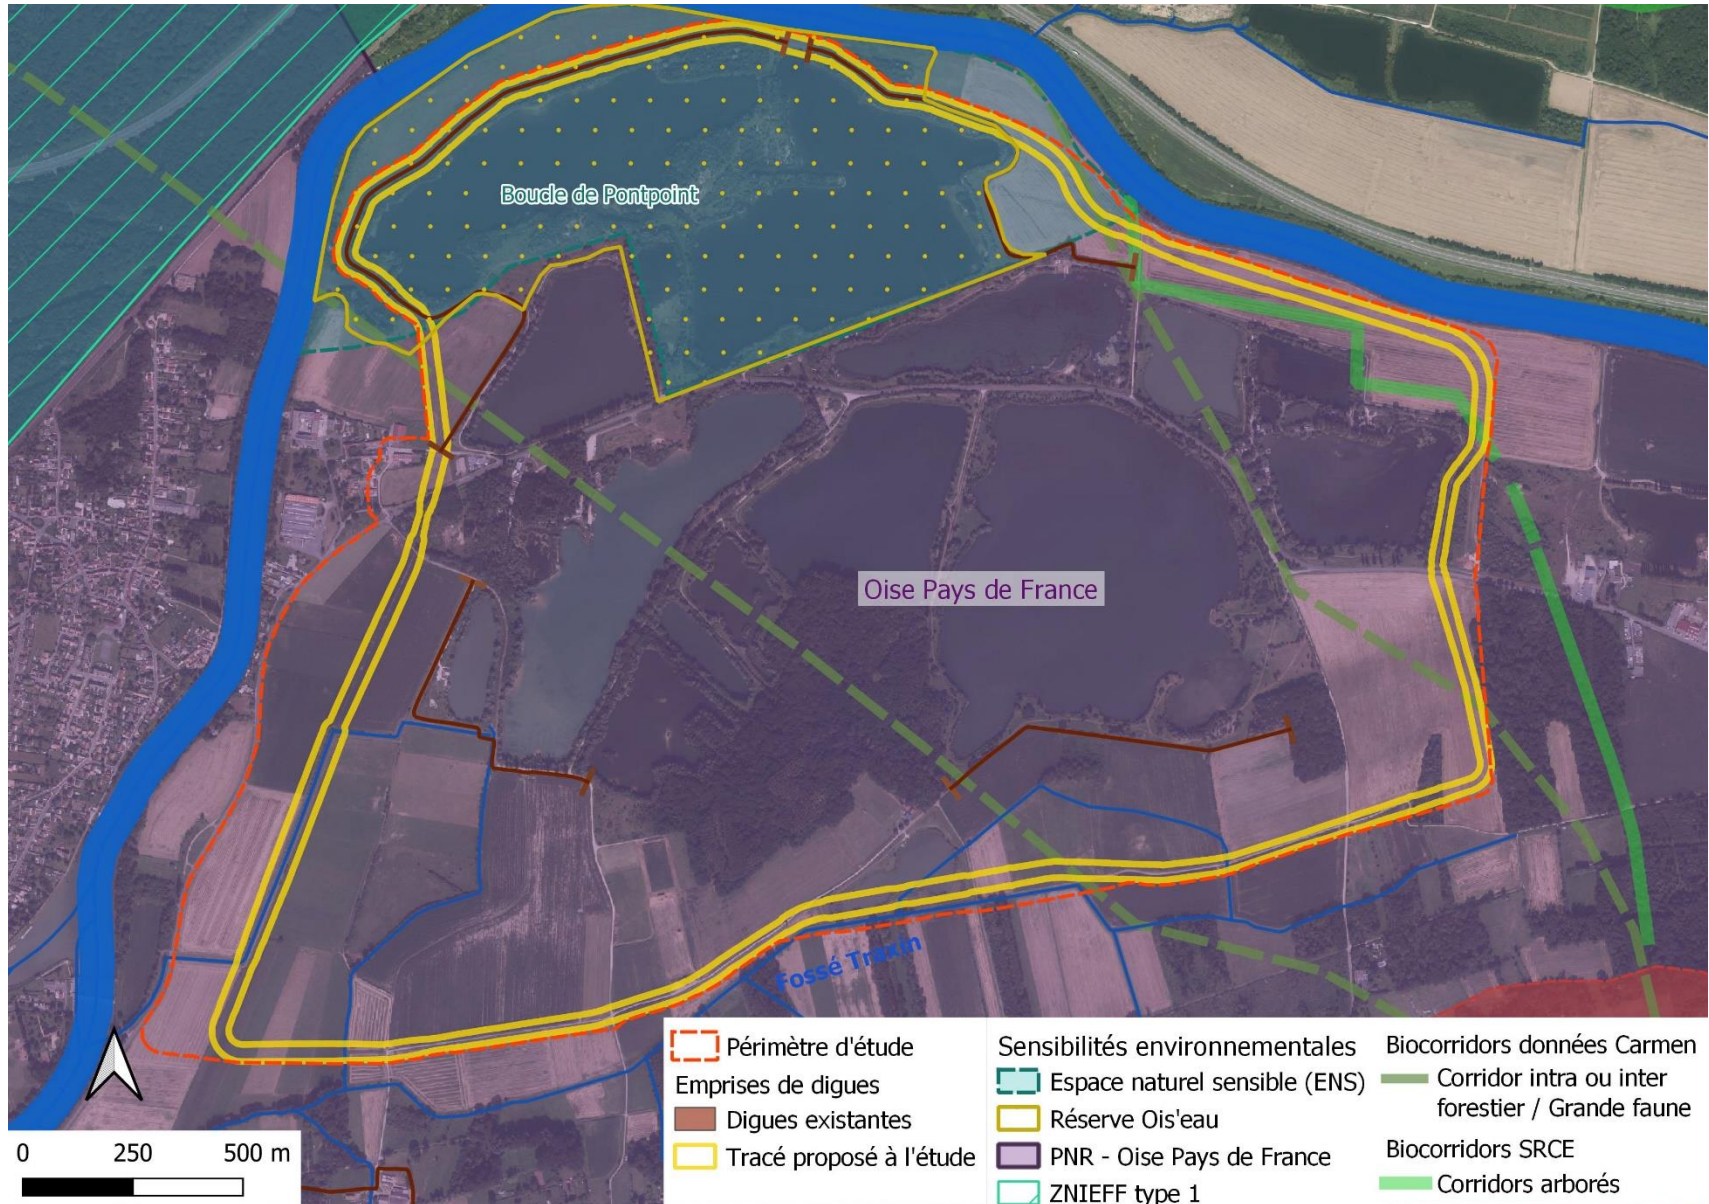 Boucle de Pontpoint
Oise Pays de France
Fossé Traxin
0 250 500 m
Périmètre d'étude
Emprises de digues
Digues existantes
Tracé proposé à l'étude
Sensibilités environnementales
Espace naturel sensible (ENS)
Réserve Ois'eau
PNR - Oise Pays de France
ZNIEFF type 1
Biocorridors données Carmen
Corridor intra ou inter
forestier / Grande faune
Biocorridors SRCE
Corridors arborés